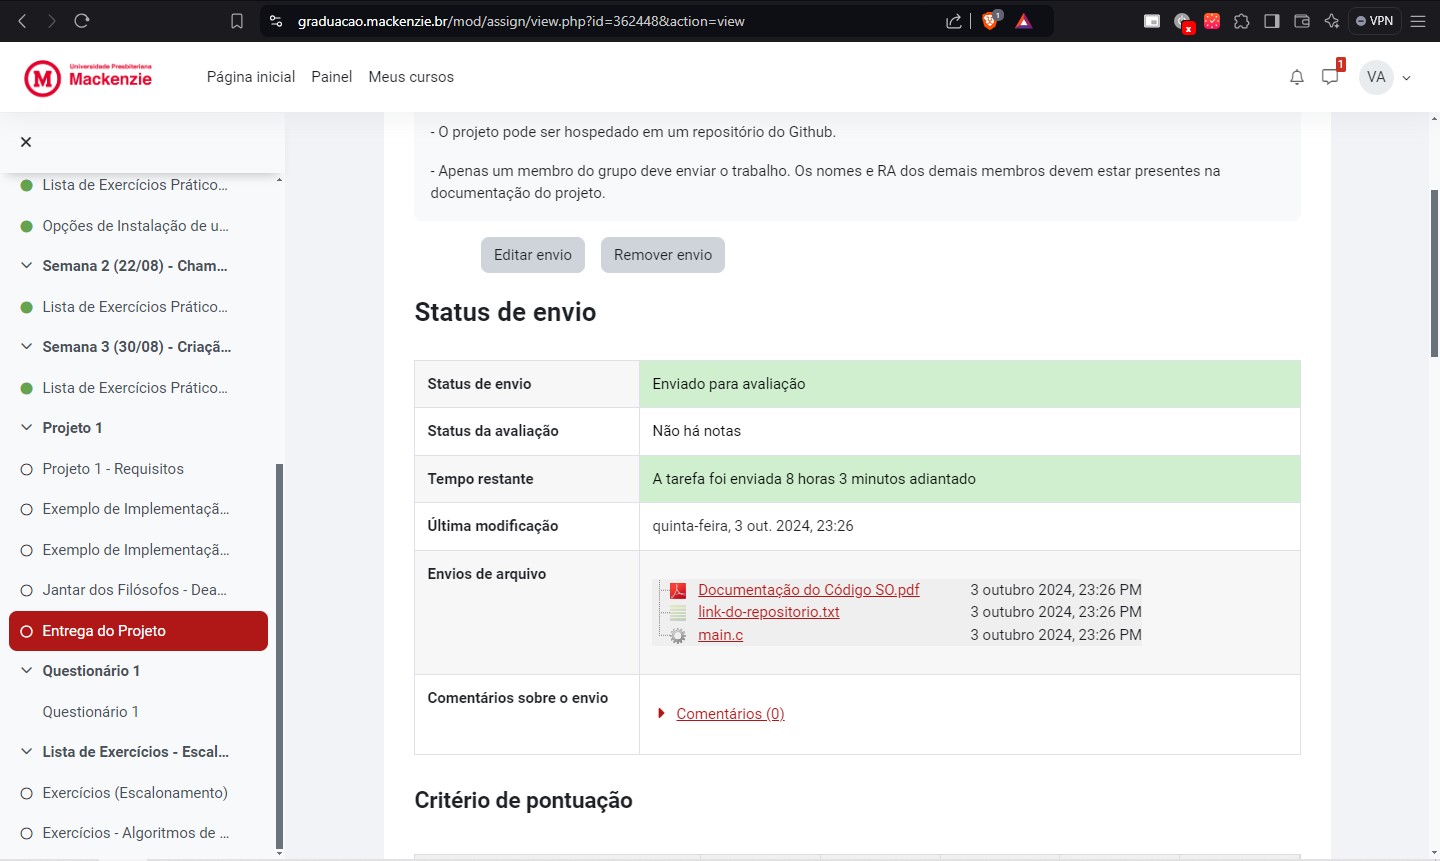 graduacao.mackenzie.br/mod/assign/view.php?id=362448&action=view
1
VPN
Universidade Presbiteriana
Mackenzie
M
Página inicial
Painel
Meus cursos
1
VA
Lista de Exercícios Prático...
Opções de Instalação de u...
Semana 2 (22/08) - Cham...
Lista de Exercícios Prático...
Semana 3 (30/08) - Criaçã...
Lista de Exercícios Prático...
Projeto 1
Projeto 1 - Requisitos
Exemplo de Implementaçã...
Exemplo de Implementaçã...
Jantar dos Filósofos - Dea...
Entrega do Projeto
Questionário 1
Questionário 1
Lista de Exercícios - Escal...
Exercícios (Escalonamento)
Exercícios - Algoritmos de ...
- O projeto pode ser hospedado em um repositório do Github.
- Apenas um membro do grupo deve enviar o trabalho. Os nomes e RA dos demais membros devem estar presentes na
documentação do projeto.
Editar envio
Remover envio
Status de envio
Status de envio
Enviado para avaliação
Status da avaliação
Não há notas
Tempo restante
A tarefa foi enviada 8 horas 3 minutos adiantado
Última modificação
quinta-feira, 3 out. 2024, 23:26
Envios de arquivo
Documentação do Código SO.pdf
3 outubro 2024, 23:26 PM
link-do-repositorio.txt
3 outubro 2024, 23:26 PM
main.c
3 outubro 2024, 23:26 PM
Comentários sobre o envio
Comentários (0)
Critério de pontuação